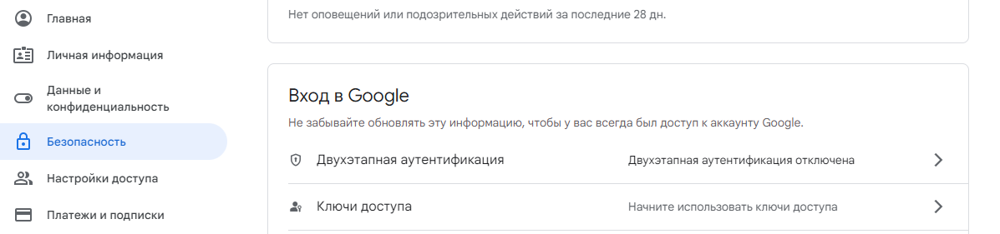 Главная
Личная информация
Данные и
конфиденциальность
Безопасность
Настройки доступа
Платежи и подписки
Нет оповещений или подозрительных действий за последние 28 дн.
Вход в Google
Не забывайте обновлять эту информацию, чтобы у вас всегда был доступ к аккаунту Google.
Двухэтапная аутентификация
Двухэтапная аутентификация отключена
Ключи доступа
Начните использовать ключи доступа